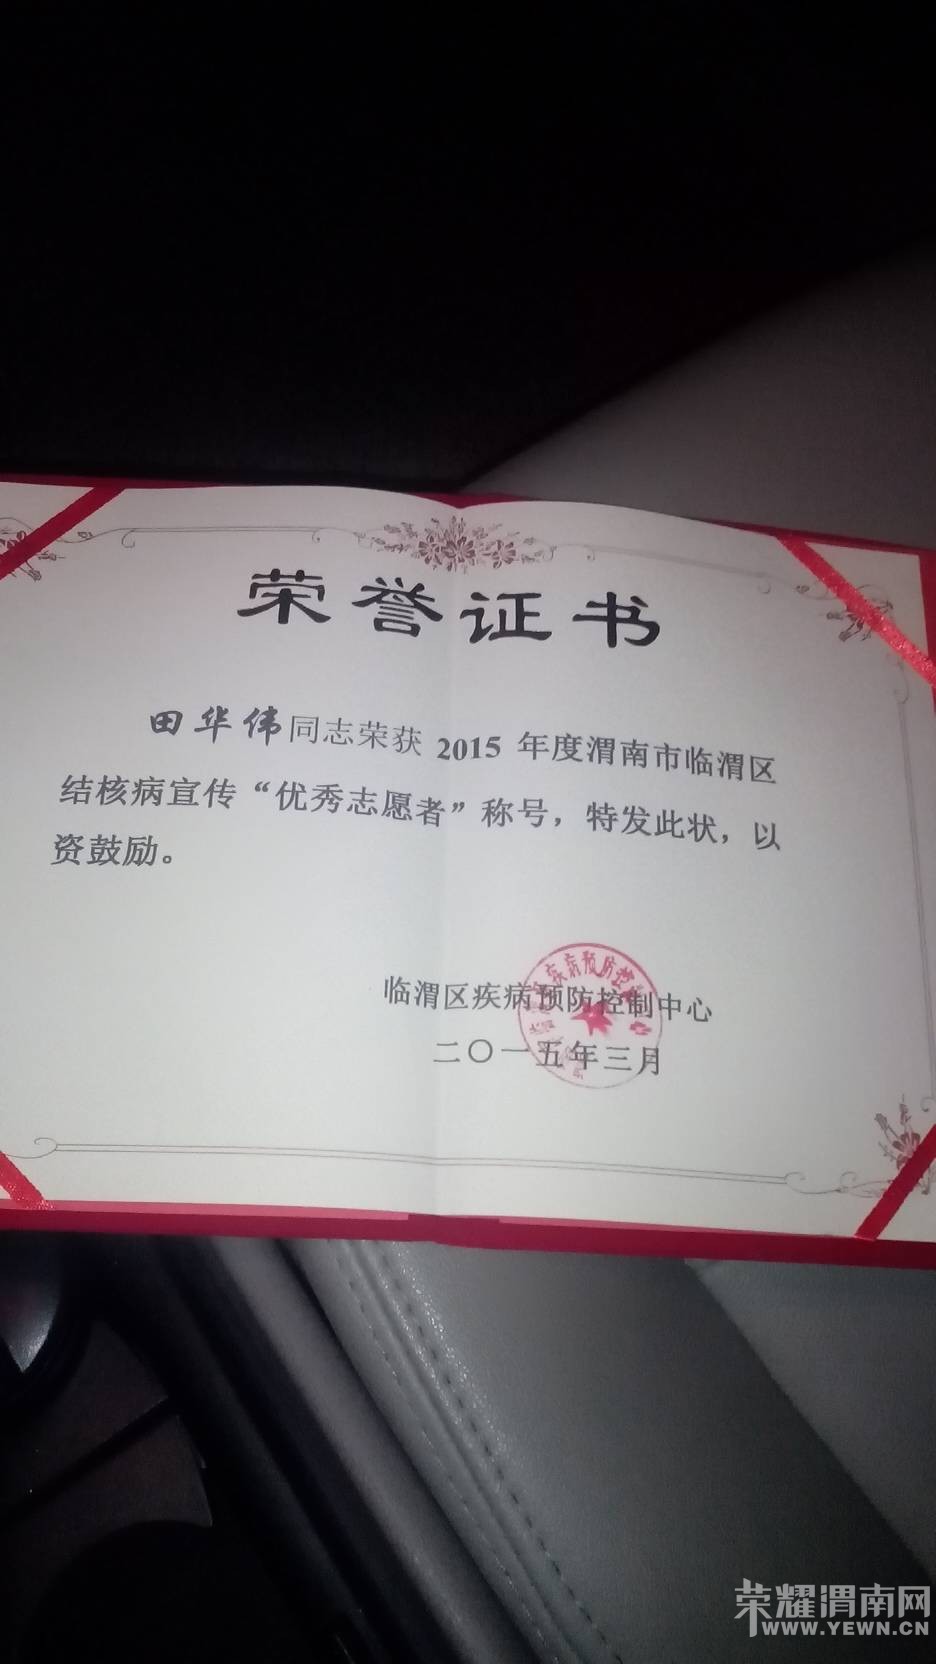 荣誉证书
田华伟同志荣获 2015 年度渭南市临渭区
结核病宣传“优秀志愿者”称号，特发此状，以
资鼓励。
临渭区疾病预防控制中心
二〇一五年三月
荣耀渭南网
WWW.YEWN.CN